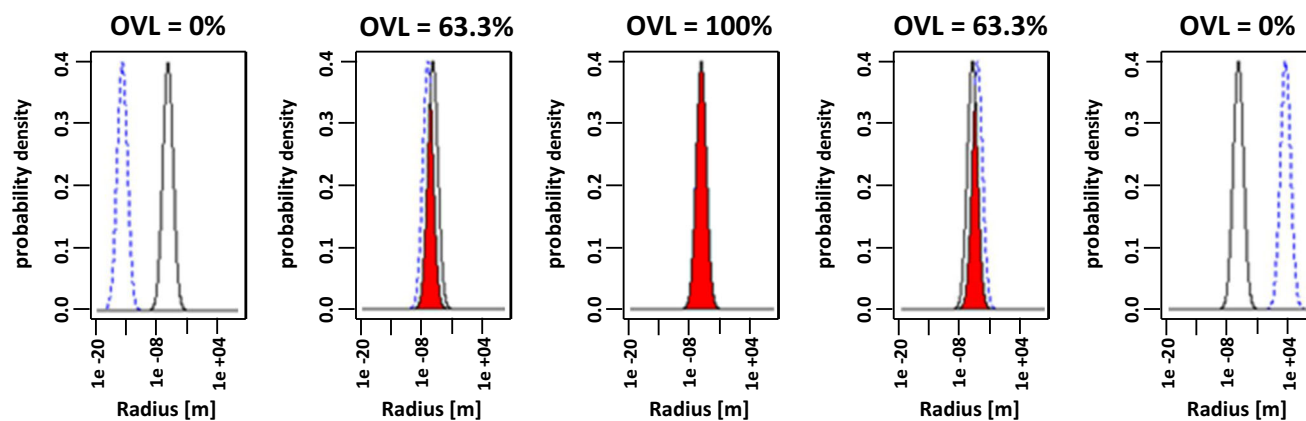 OVL = 0%
OVL = 63.3%
OVL = 100%
OVL = 63.3%
OVL = 0%
probability density
0.4
0.3
0.2
0.1
0.0
1e -20
1e -08
1e +04
Radius [m]
probability density
0.4
0.3
0.2
0.1
0.0
1e -20
1e -08
1e +04
Radius [m]
probability density
0.4
0.3
0.2
0.1
0.0
1e -20
1e -08
1e +04
Radius [m]
probability density
0.4
0.3
0.2
0.1
0.0
1e -20
1e -08
1e +04
Radius [m]
probability density
0.4
0.3
0.2
0.1
0.0
1e -20
1e -08
1e +04
Radius [m]